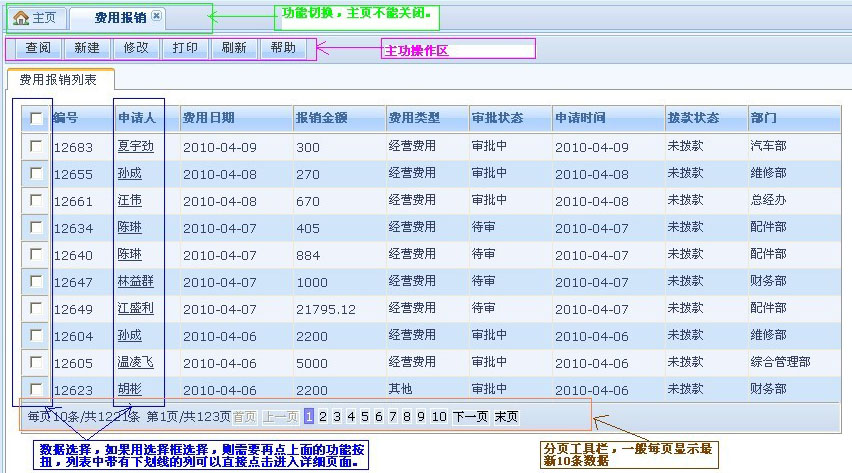 主页 费用报销 功能切换，主页不能关闭。
查阅 新建 修改 打印 刷新 帮助 主功操作区
费用报销列表
编号 申请人 费用日期 报销金额 费用类型 审批状态 申请时间 拨款状态 部门
12683 夏宇劲 2010-04-09 300 经营费用 审批中 2010-04-09 未拨款 汽车部
12655 孙成 2010-04-08 270 经营费用 审批中 2010-04-08 未拨款 维修部
12661 汪伟 2010-04-08 670 经营费用 审批中 2010-04-08 未拨款 总经办
12634 陈琳 2010-04-07 405 经营费用 待审 2010-04-07 未拨款 配件部
12640 陈琳 2010-04-07 884 经营费用 待审 2010-04-07 未拨款 配件部
12647 林益群 2010-04-07 1000 经营费用 待审 2010-04-07 未拨款 财务部
12649 江盛利 2010-04-07 21795.12 经营费用 待审 2010-04-07 未拨款 配件部
12604 孙成 2010-04-06 2200 经营费用 审批中 2010-04-06 未拨款 维修部
12605 温凌飞 2010-04-06 5000 经营费用 审批中 2010-04-06 未拨款 综合管理部
12623 胡彬 2010-04-06 2200 其他 审批中 2010-04-06 未拨款 财务部
每页10条/共1221条 第1页/共123页 首页 上一页 1 2 3 4 5 6 7 8 9 10 下一页 末页
数据选择，如果用选择框选择，则需要再点上面的功能按
扭，列表中带有下划线的列可以直接点击进入详细页面。
分页工具栏，一般每页显示最
新10条数据